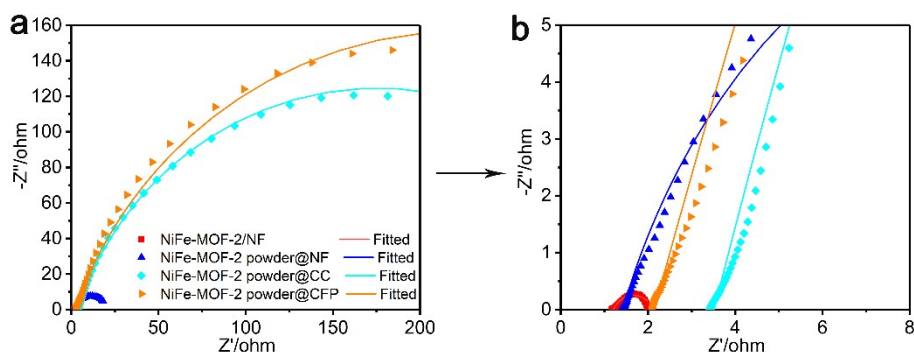 a
160
140
120
100
80
60
40
20
0
-Z''/ohm
NiFe-MOF-2/NF Fitted
NiFe-MOF-2 powder@NF Fitted
NiFe-MOF-2 powder@CC Fitted
NiFe-MOF-2 powder@CFP Fitted
0 50 100 150 200
Z'/ohm
b
5
4
3
2
1
0
-Z''/ohm
0 2 4 6 8
Z'/ohm